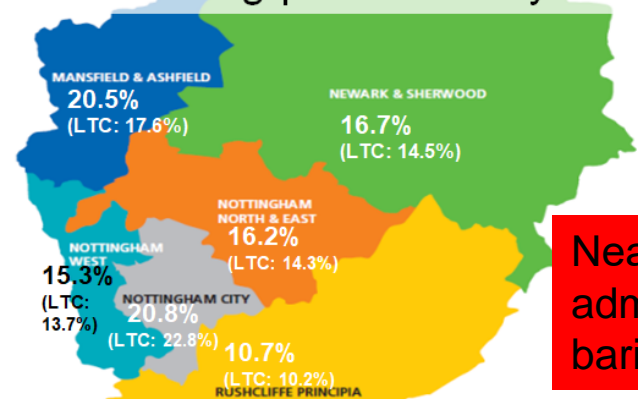 MANSFIELD & ASHFIELD
20.5%
(LTC: 17.6%)
NEWARK & SHERWOOD
16.7%
(LTC: 14.5%)
NOTTINGHAM
NORTH & EAST
16.2%
(LTC: 14.3%)
NOTTINGHAM
WEST
15.3%
(LTC:
13.7%)
NOTTINGHAM CITY
20.8%
(LTC: 22.8%)
10.7%
(LTC: 10.2%)
RUSHCLIFFE PRINCIPIA
Nea
adm
bari